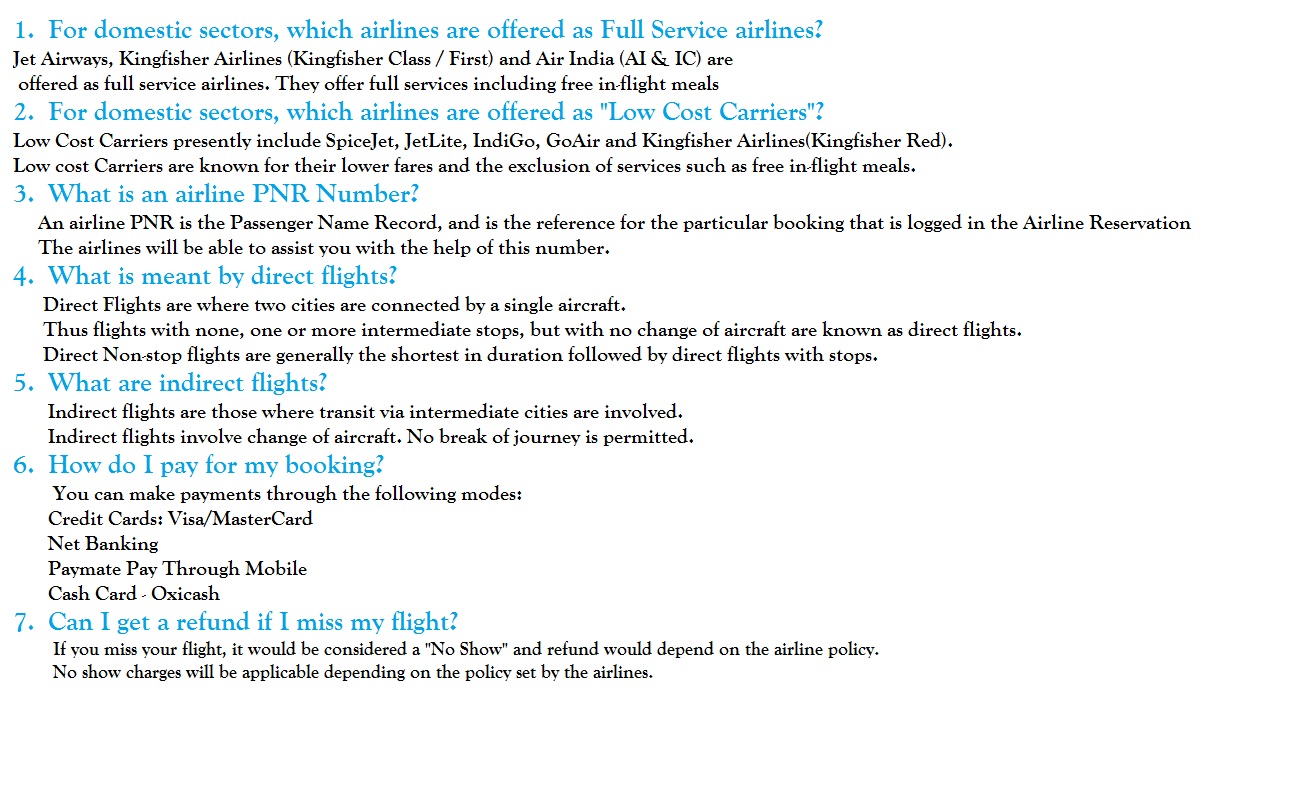 1. For domestic sectors, which airlines are offered as Full Service airlines?
Jet Airways, Kingfisher Airlines (Kingfisher Class / First) and Air India (AI & IC) are
offered as full service airlines. They offer full services including free in-flight meals
2. For domestic sectors, which airlines are offered as "Low Cost Carriers"?
Low Cost Carriers presently include SpiceJet, JetLite, IndiGo, GoAir and Kingfisher Airlines(Kingfisher Red).
Low cost Carriers are known for their lower fares and the exclusion of services such as free in-flight meals.
3. What is an airline PNR Number?
An airline PNR is the Passenger Name Record, and is the reference for the particular booking that is logged in the Airline Reservation
The airlines will be able to assist you with the help of this number.
4. What is meant by direct flights?
Direct Flights are where two cities are connected by a single aircraft.
Thus flights with none, one or more intermediate stops, but with no change of aircraft are known as direct flights.
Direct Non-stop flights are generally the shortest in duration followed by direct flights with stops.
5. What are indirect flights?
Indirect flights are those where transit via intermediate cities are involved.
Indirect flights involve change of aircraft. No break of journey is permitted.
6. How do I pay for my booking?
You can make payments through the following modes:
Credit Cards: Visa/MasterCard
Net Banking
Paymate Pay Through Mobile
Cash Card - Oxicash
7. Can I get a refund if I miss my flight?
If you miss your flight, it would be considered a "No Show" and refund would depend on the airline policy.
No show charges will be applicable depending on the policy set by the airlines.